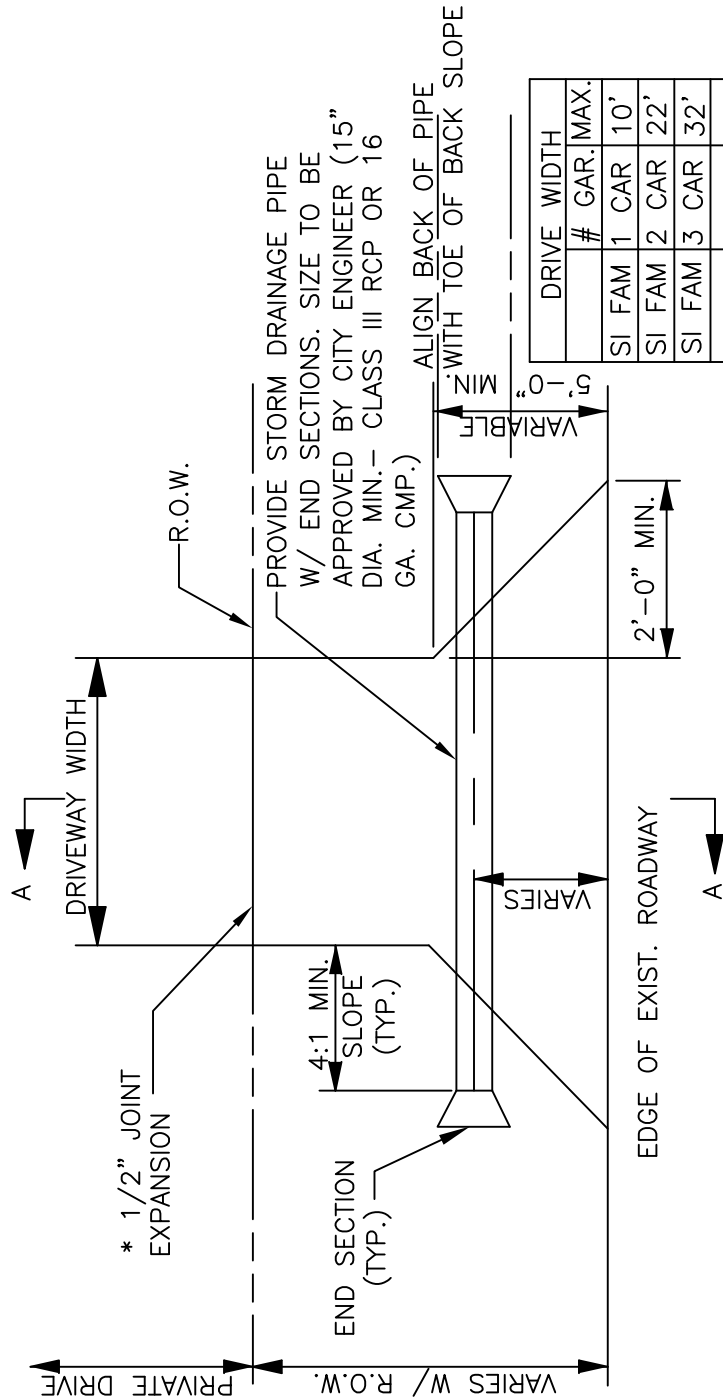 A
DRIVEWAY WIDTH
R.O.W.
* 1/2" JOINT
EXPANSION
PROVIDE STORM DRAINAGE PIPE
W/ END SECTIONS. SIZE TO BE
APPROVED BY CITY ENGINEER (15"
DIA. MIN.- CLASS III RCP OR 16
GA. CMP.)
PRIVATE DRIVE
VARIES W/ R.O.W.
4:1 MIN.
SLOPE
(TYP.)
END SECTION
(TYP.)
ALIGN BACK OF PIPE
WITH TOE OF BACK SLOPE
VARIABLE
5'-0" MIN.
VARIES
2'-0" MIN.
EDGE OF EXIST. ROADWAY
A
DRIVE WIDTH
# GAR. MAX.
SI FAM 1 CAR 10'
SI FAM 2 CAR 22'
SI FAM 3 CAR 32'